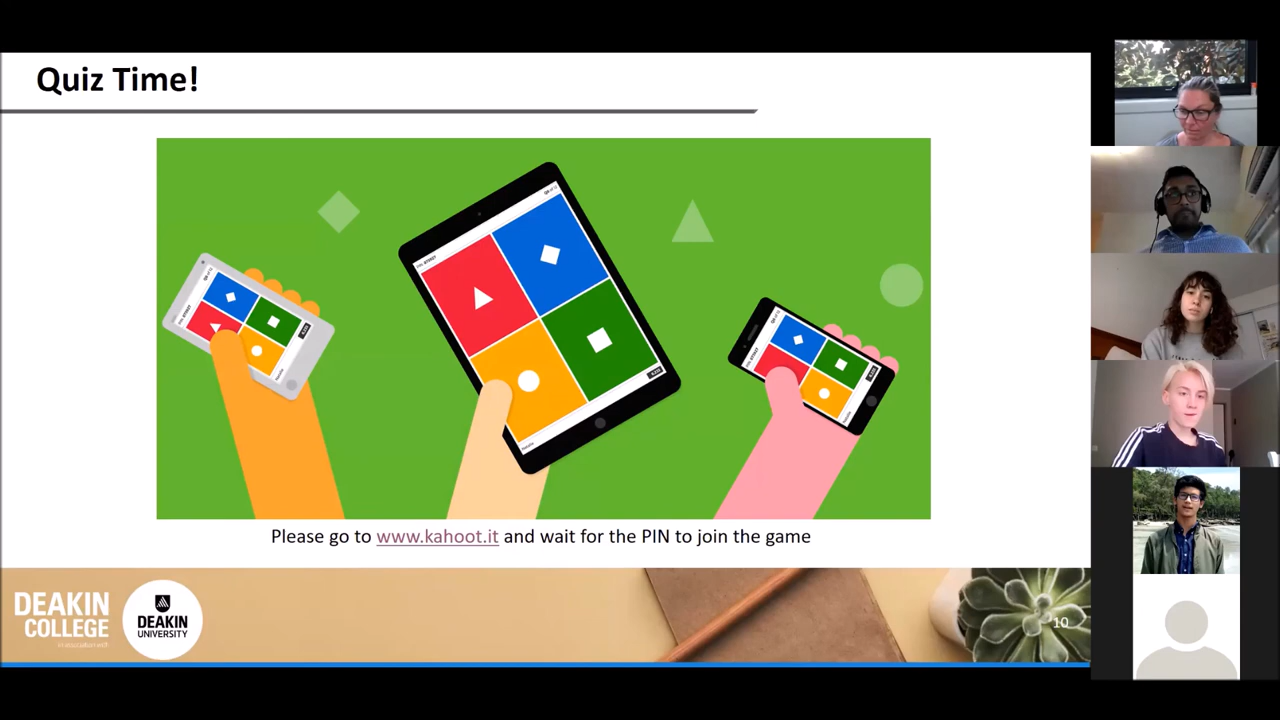 Quiz Time!
Please go to www.kahoot.it and wait for the PIN to join the game
DEAKIN
COLLEGE
DEAKIN
UNIVERSITY
10